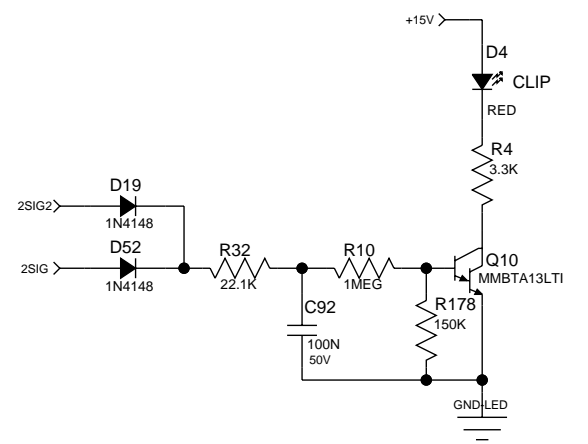 +15V
D4
CLIP
RED
R4
3.3K
D19
2SIG2
1N4148
D52
2SIG
1N4148
R32
22.1K
R10
1MEG
Q10
MMBTA13LTI
C92
100N
50V
R178
150K
GND-LED